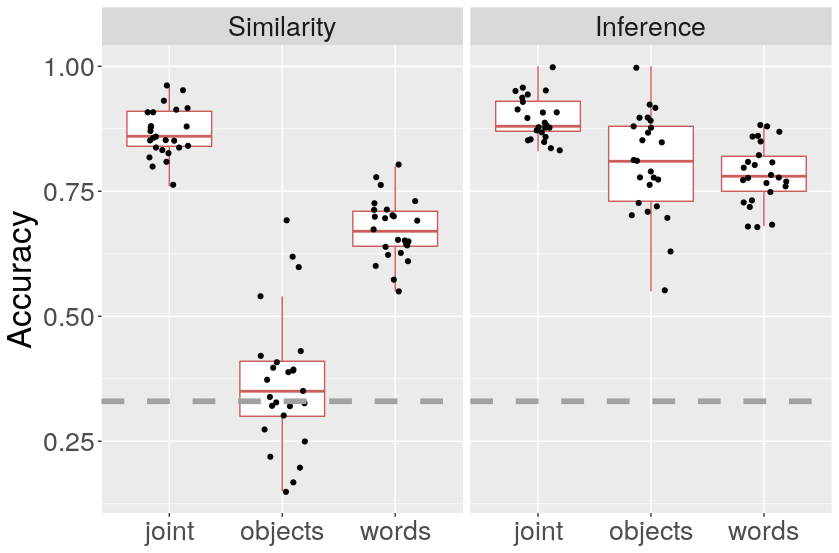 Similarity
Inference
Accuracy
1.00
0.75
0.50
0.25
joint objects words
joint objects words